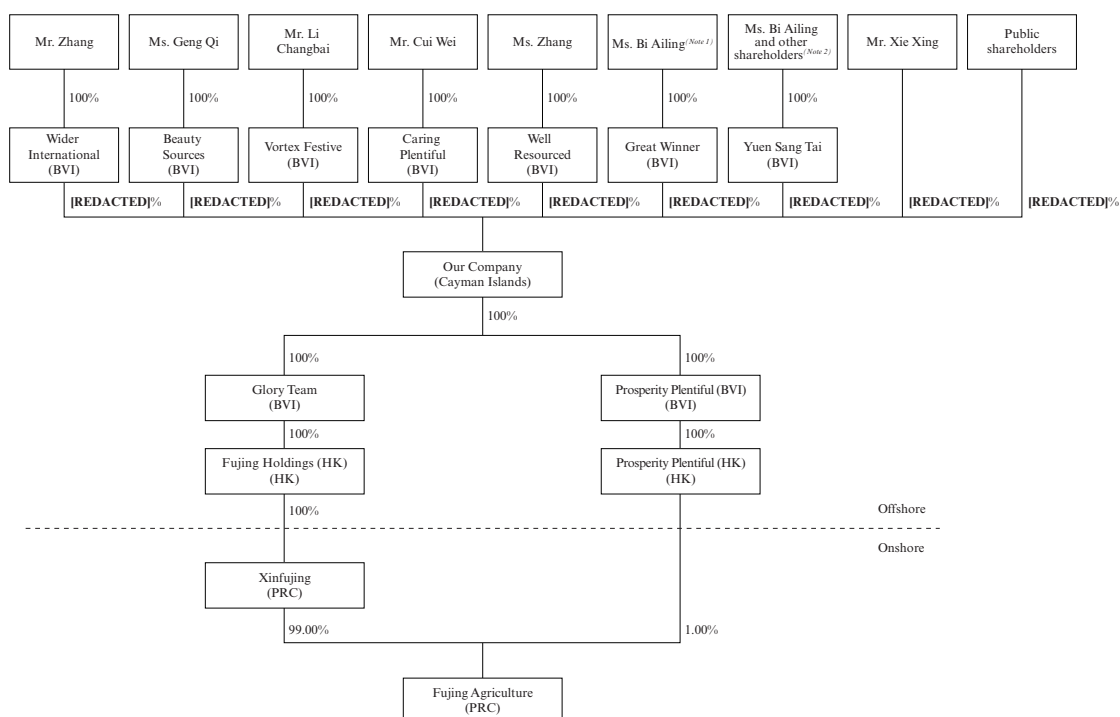 Mr. Zhang
Ms. Geng Qi
Mr. Li
Changbai
Mr. Cui Wei
Ms. Zhang
Ms. Bi Ailing(Note 1)
Ms. Bi Ailing
and other
shareholders(Note 2)
Mr. Xie Xing
Public
shareholders
100%
100%
100%
100%
100%
100%
100%
Wider
International
(BVI)
Beauty
Sources
(BVI)
Vortex Festive
(BVI)
Caring
Plentiful
(BVI)
Well
Resourced
(BVI)
Great Winner
(BVI)
Yuen Sang Tai
(BVI)
[REDACTED]%
[REDACTED]%
[REDACTED]%
[REDACTED]%
[REDACTED]%
[REDACTED]%
[REDACTED]%
[REDACTED]%
[REDACTED]%
Our Company
(Cayman Islands)
100%
100%
100%
Glory Team
(BVI)
Prosperity Plentiful (BVI)
(BVI)
100%
100%
Fujing Holdings (HK)
(HK)
Prosperity Plentiful (HK)
(HK)
100%
Offshore
Onshore
Xinfujing
(PRC)
99.00%
1.00%
Fujing Agriculture
(PRC)